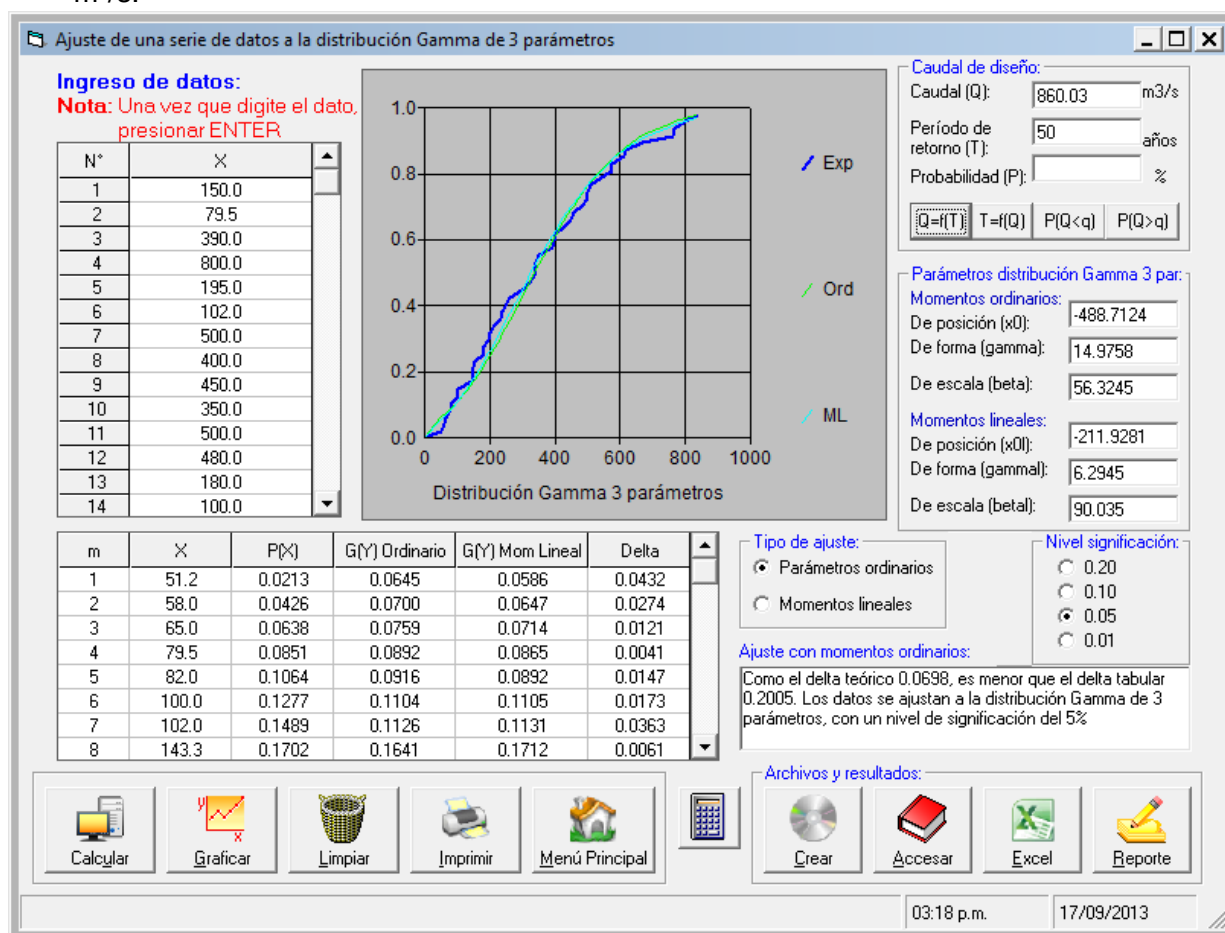 Ajuste de una serie de datos a la distribución Gamma de 3 parámetros
Ingreso de datos:
Nota: Una vez que digite el dato,
presionar ENTER
N° X
1 150.0
2 79.5
3 390.0
4 800.0
5 195.0
6 102.0
7 500.0
8 400.0
9 450.0
10 350.0
11 500.0
12 480.0
13 180.0
14 100.0
1.0
0.8
0.6
0.4
0.2
0.0
0 200 400 600 800 1000
Distribución Gamma 3 parámetros
Exp
Ord
ML
Caudal de diseño:
Caudal (Q): 860.03 m3/s
Período de
retorno (T): 50 años
Probabilidad (P): %
Q=f(T) T=f(Q) P(Q<q) P(Q>q)
Parámetros distribución Gamma 3 par:
Momentos ordinarios:
De posición (x0): -488.7124
De forma (gamma): 14.9758
De escala (beta): 56.3245
Momentos lineales:
De posición (x0l): -211.9281
De forma (gammal): 6.2945
De escala (betal): 90.035
m X P(X) G(Y) Ordinario G(Y) Mom Lineal Delta
1 51.2 0.0213 0.0645 0.0586 0.0432
2 58.0 0.0426 0.0700 0.0647 0.0274
3 65.0 0.0638 0.0759 0.0714 0.0121
4 79.5 0.0851 0.0892 0.0865 0.0041
5 82.0 0.1064 0.0916 0.0892 0.0147
6 100.0 0.1277 0.1104 0.1105 0.0173
7 102.0 0.1489 0.1126 0.1131 0.0363
8 143.3 0.1702 0.1641 0.1712 0.0061
Tipo de ajuste:
Parámetros ordinarios
Momentos lineales
Nivel significación:
0.20
0.10
0.05
0.01
Ajuste con momentos ordinarios:
Como el delta teórico 0.0698, es menor que el delta tabular
0.2005. Los datos se ajustan a la distribución Gamma de 3
parámetros, con un nivel de significación del 5%
Calcular Graficar Limpiar Imprimir Menú Principal
Archivos y resultados:
Crear Accesar Excel Reporte
03:18 p.m. 17/09/2013